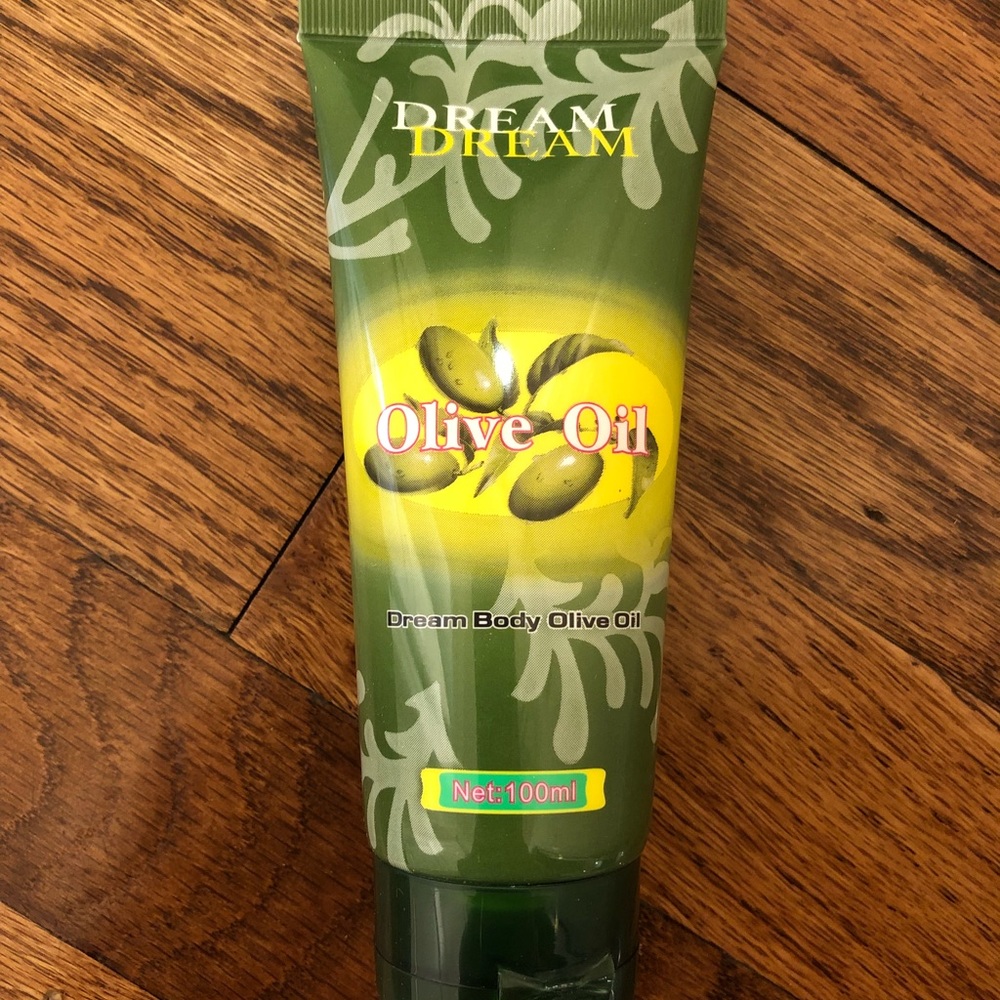 DREAM
DREAM
Olive Oil
Dream Body Olive Oil
Net:100ml